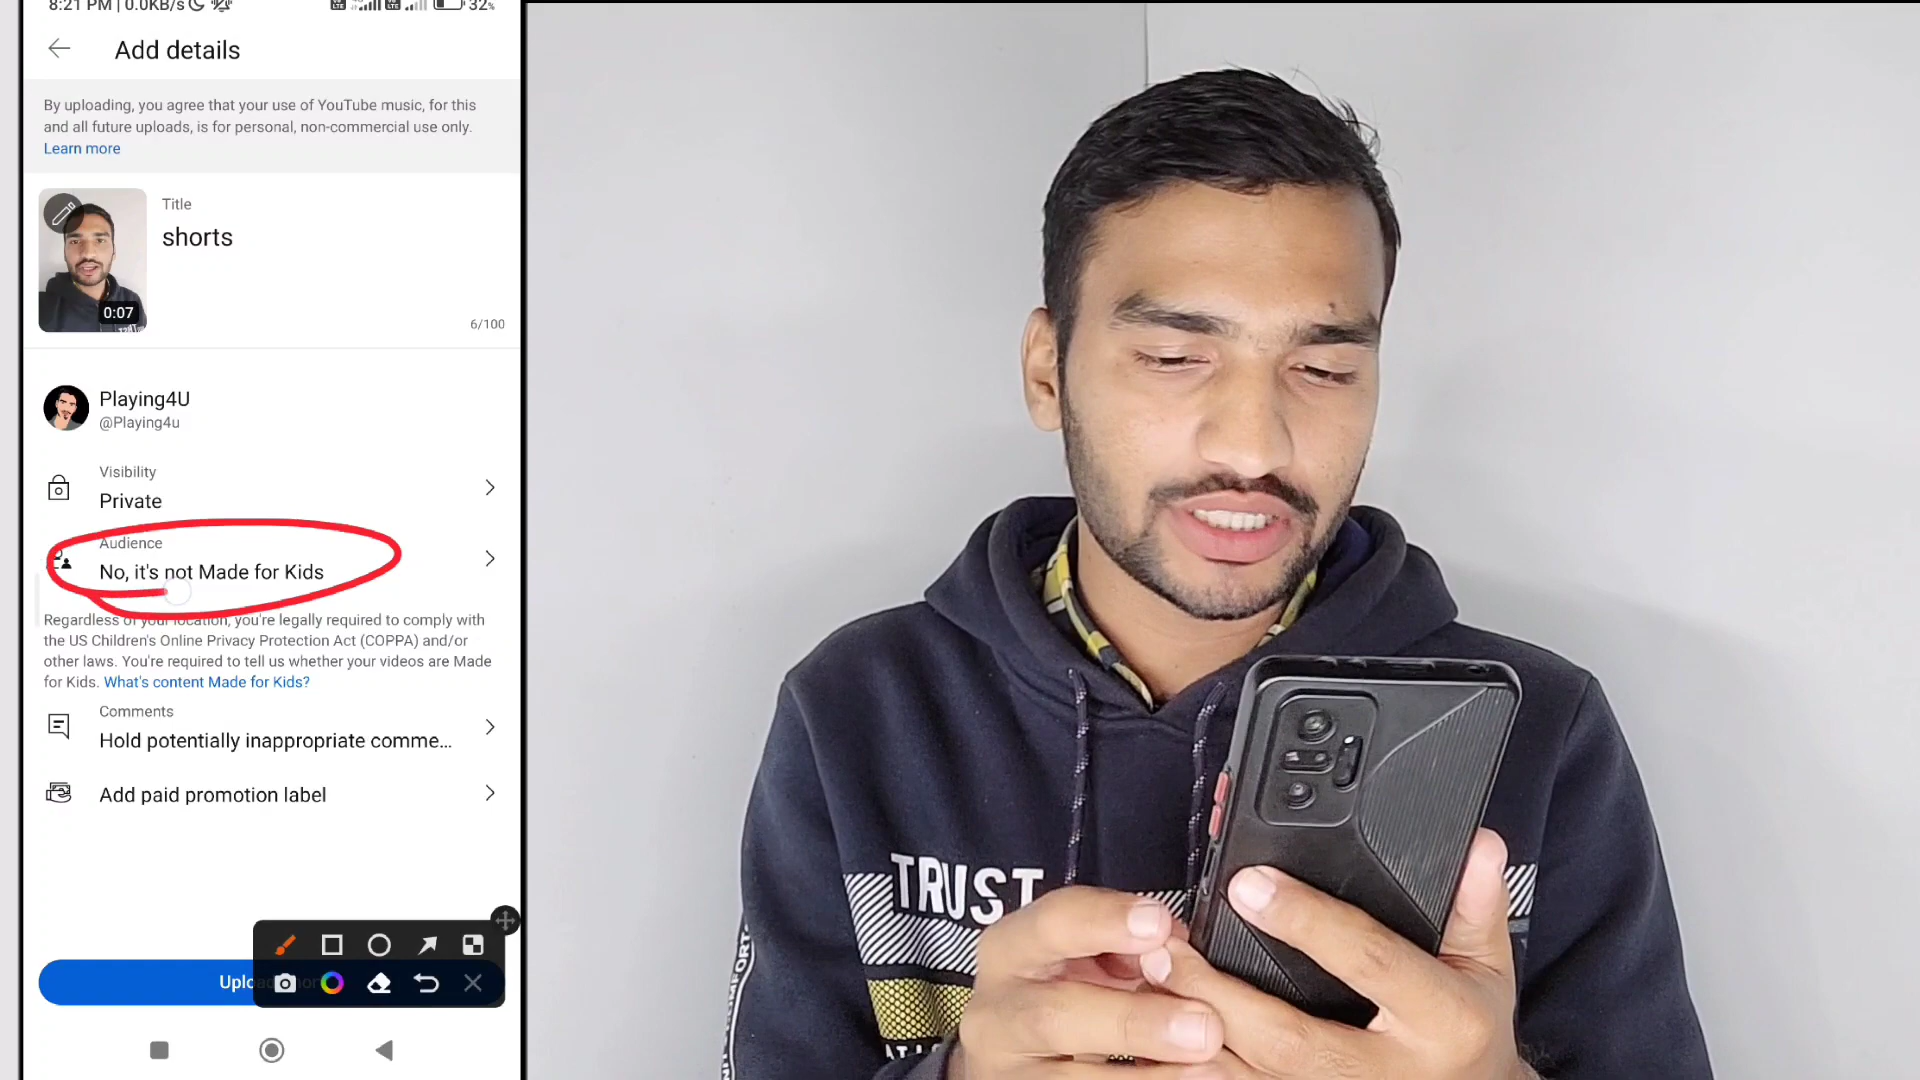 8:21 PM | 0.0KB/s
32%
Add details
By uploading, you agree that your use of YouTube music, for this
and all future uploads, is for personal, non-commercial use only.
Learn more
Title
shorts
0:07
6/100
Playing4U
@Playing4u
Visibility
Private
Audience
No, it's not Made for Kids
Regardless of your location, you're legally required to comply with
the US Children's Online Privacy Protection Act (COPPA) and/or
other laws. You're required to tell us whether your videos are Made
for Kids. What's content Made for Kids?
Comments
Hold potentially inappropriate comme...
Add paid promotion label
TRUST